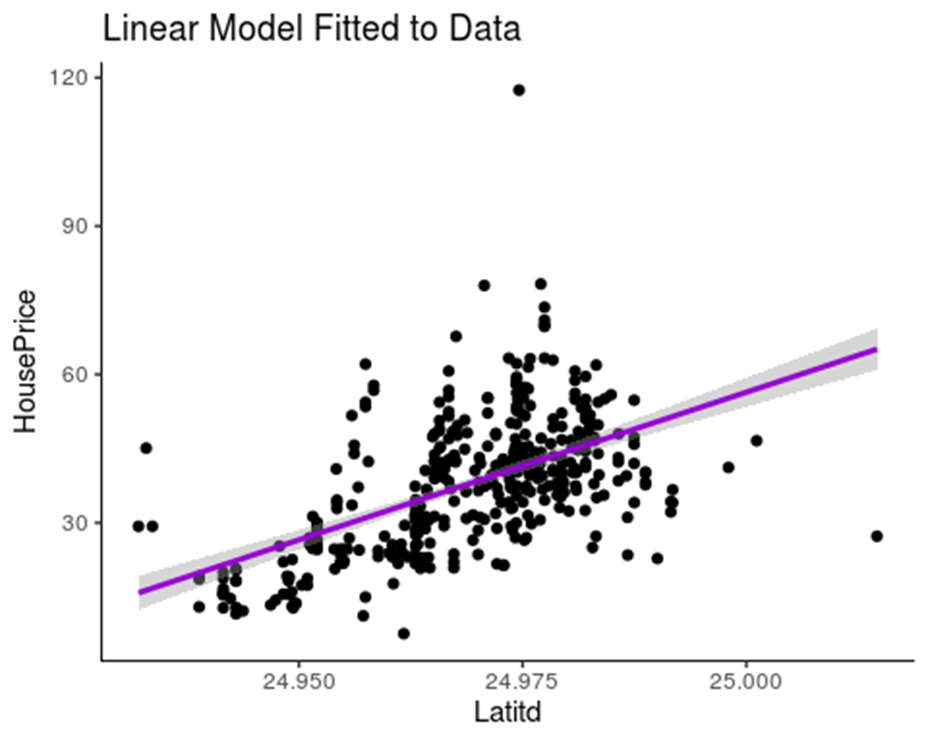 Linear Model Fitted to Data
120
90
60
30
HousePrice
24.950 24.975 25.000
Latitd